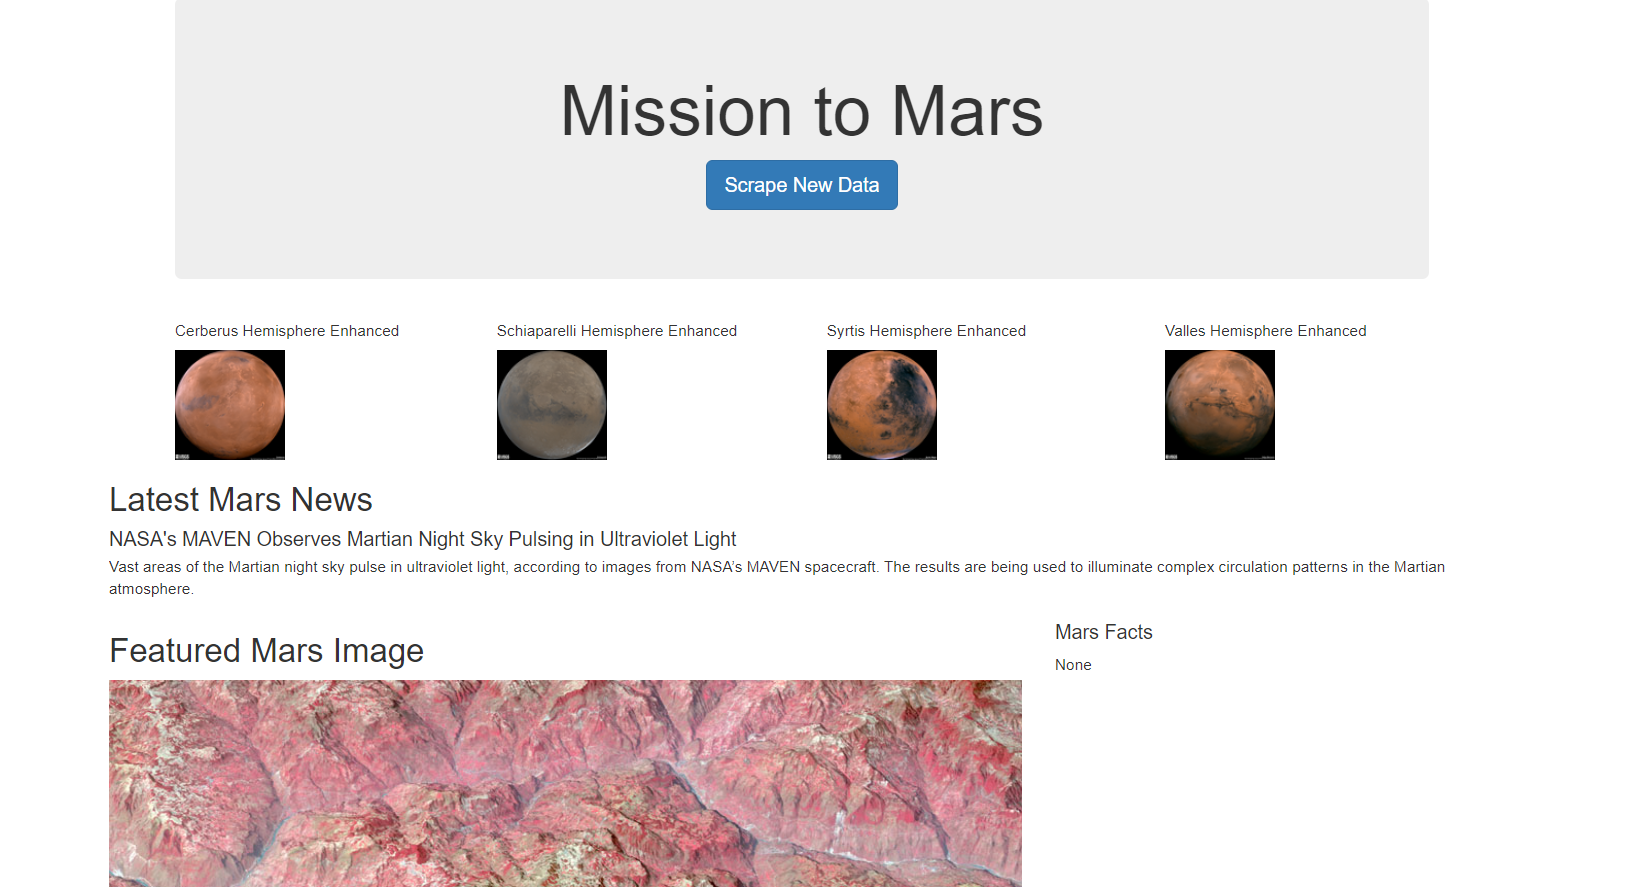 Mission to Mars
Scrape New Data
Cerberus Hemisphere Enhanced
Schiaparelli Hemisphere Enhanced
Syrtis Hemisphere Enhanced
Valles Hemisphere Enhanced
Latest Mars News
NASA's MAVEN Observes Martian Night Sky Pulsing in Ultraviolet Light
Vast areas of the Martian night sky pulse in ultraviolet light, according to images from NASA’s MAVEN spacecraft. The results are being used to illuminate complex circulation patterns in the Martian
atmosphere.
Featured Mars Image
Mars Facts
None